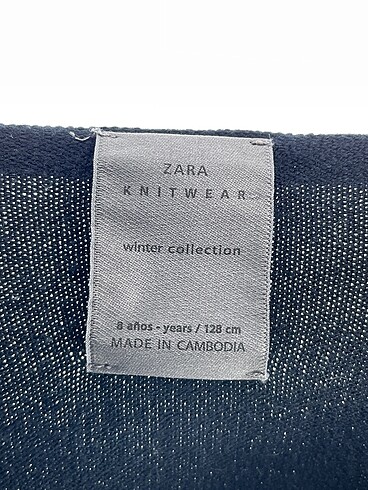 ZARA
KNITWEAR
winter collection
8 años - years / 128 cm
MADE IN CAMBODIA